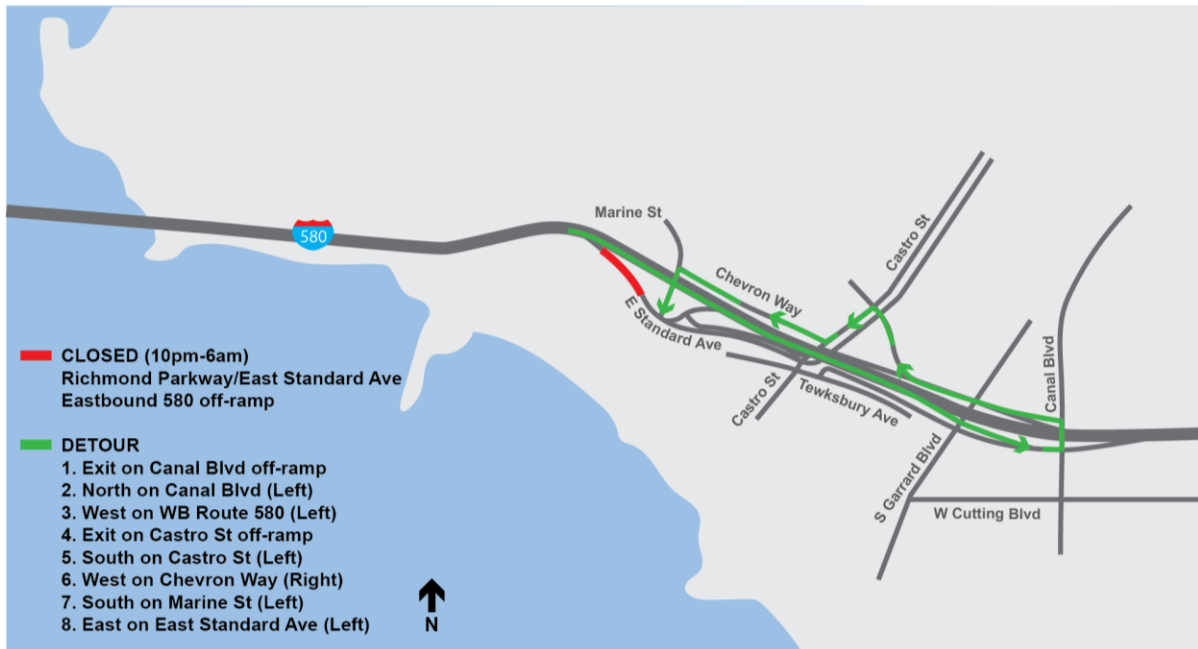 Marine St
Castro St
580
Chevron Way
E Standard Ave
Canal Blvd
CLOSED (10pm-6am)
Richmond Parkway/East Standard Ave
Eastbound 580 off-ramp
Castro St
Tewksbury Ave
S Garrard Blvd
W Cutting Blvd
DETOUR
1. Exit on Canal Blvd off-ramp
2. North on Canal Blvd (Left)
3. West on WB Route 580 (Left)
4. Exit on Castro St off-ramp
5. South on Castro St (Left)
6. West on Chevron Way (Right)
7. South on Marine St (Left)
8. East on East Standard Ave (Left)
N